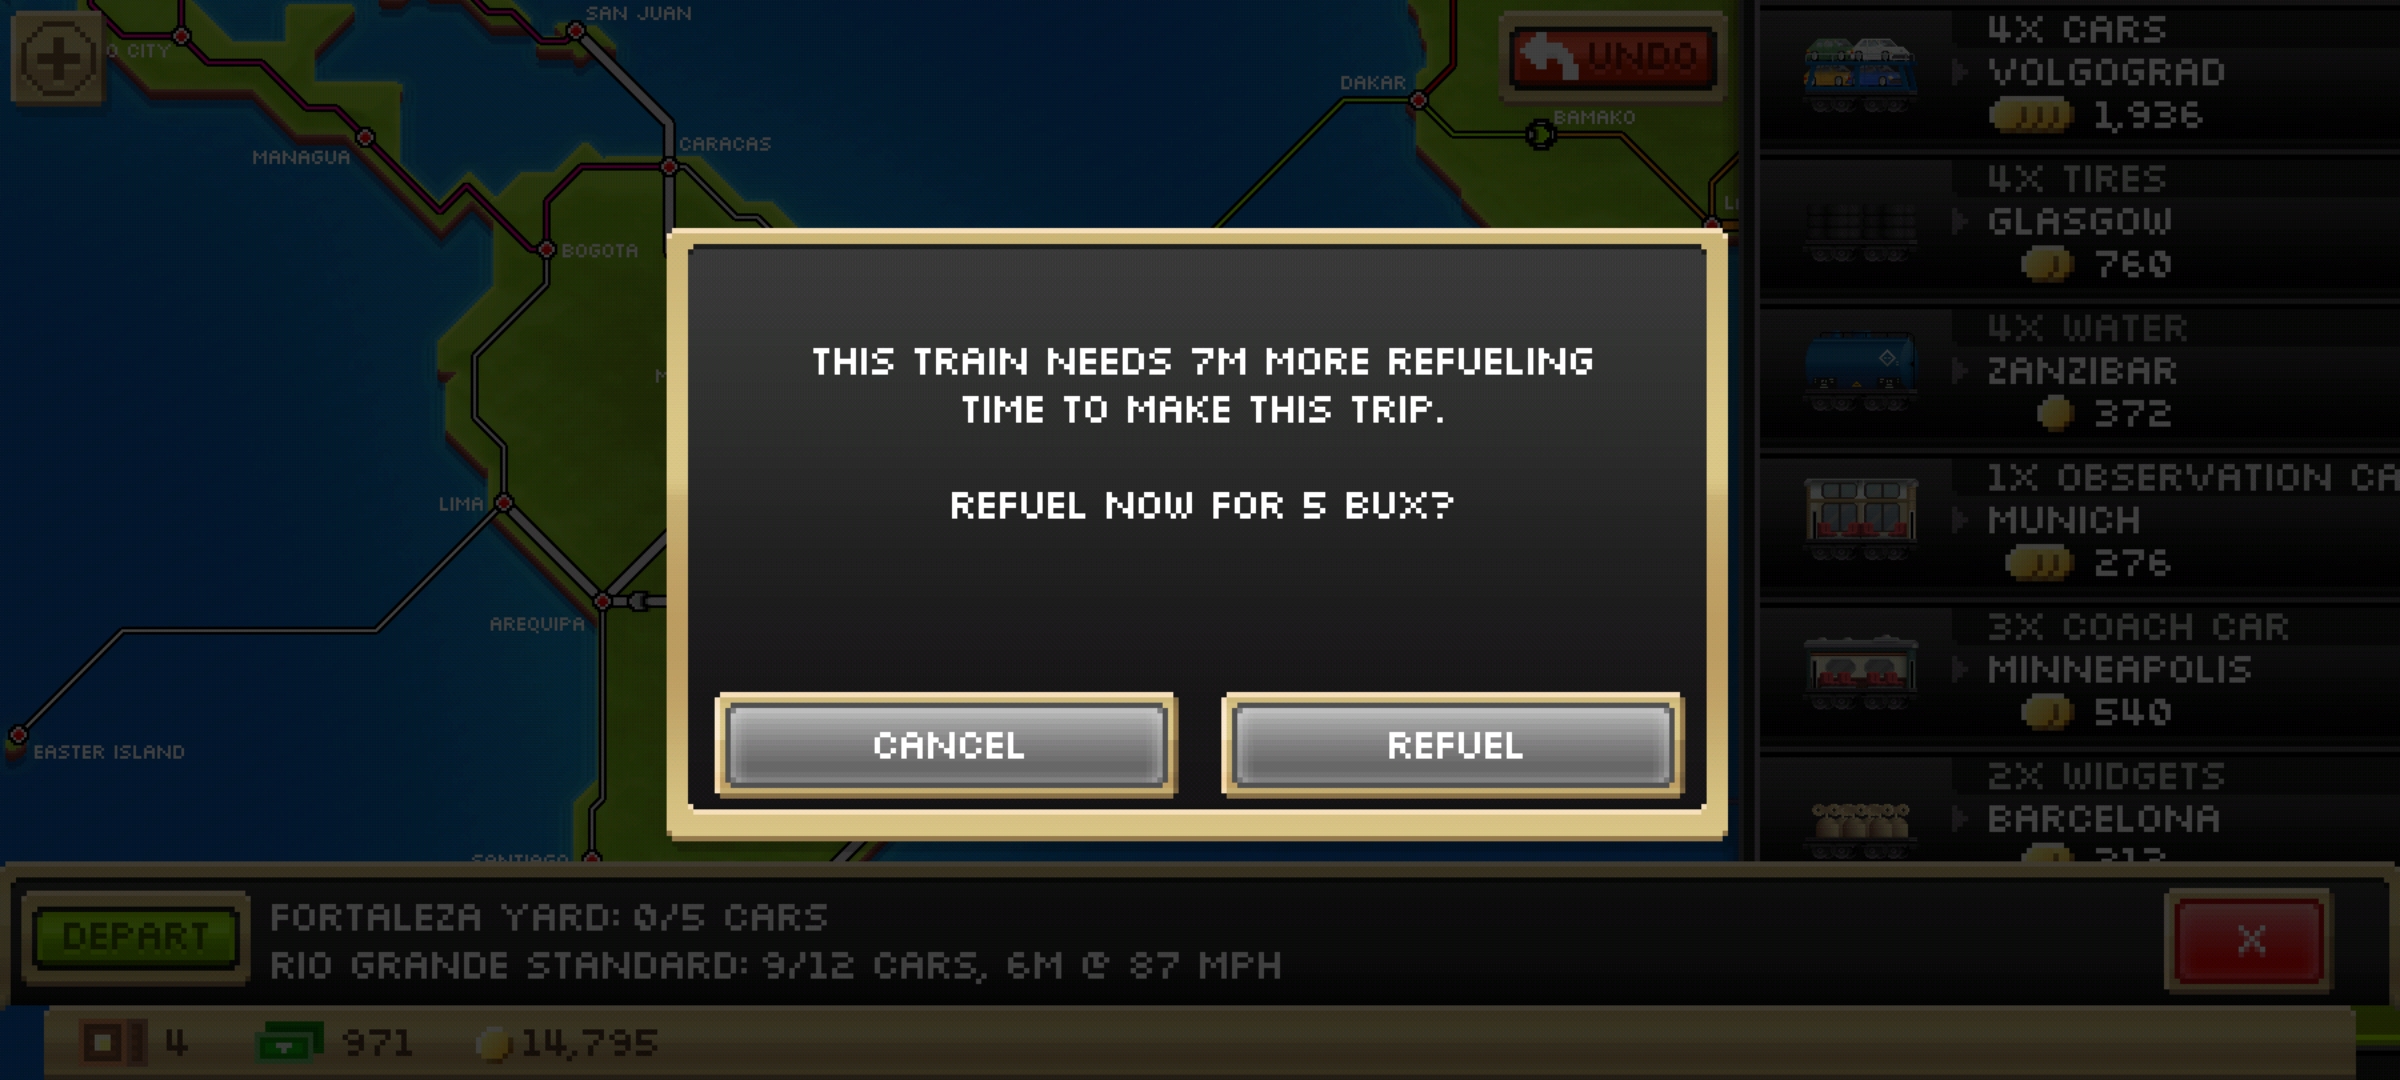 SAN JUAN
O CITY
DAKAR
UNDO
BAMAKO
CARACAS
MANAGUA
BOGOTA
LIMA
AREQUIPA
EASTER ISLAND
SANTIAGO
THIS TRAIN NEEDS 7M MORE REFUELING
TIME TO MAKE THIS TRIP.
REFUEL NOW FOR 5 BUX?
CANCEL
REFUEL
4X CARS
VOLGOGRAD
1,936
4X TIRES
GLASGOW
760
4X WATER
ZANZIBAR
372
1X OBSERVATION CA
MUNICH
276
3X COACH CAR
MINNEAPOLIS
540
2X WIDGETS
BARCELONA
DEPART
FORTALEZA YARD: 0/5 CARS
RIO GRANDE STANDARD: 9/12 CARS, 6M @ 87 MPH
X
4
971
14,795